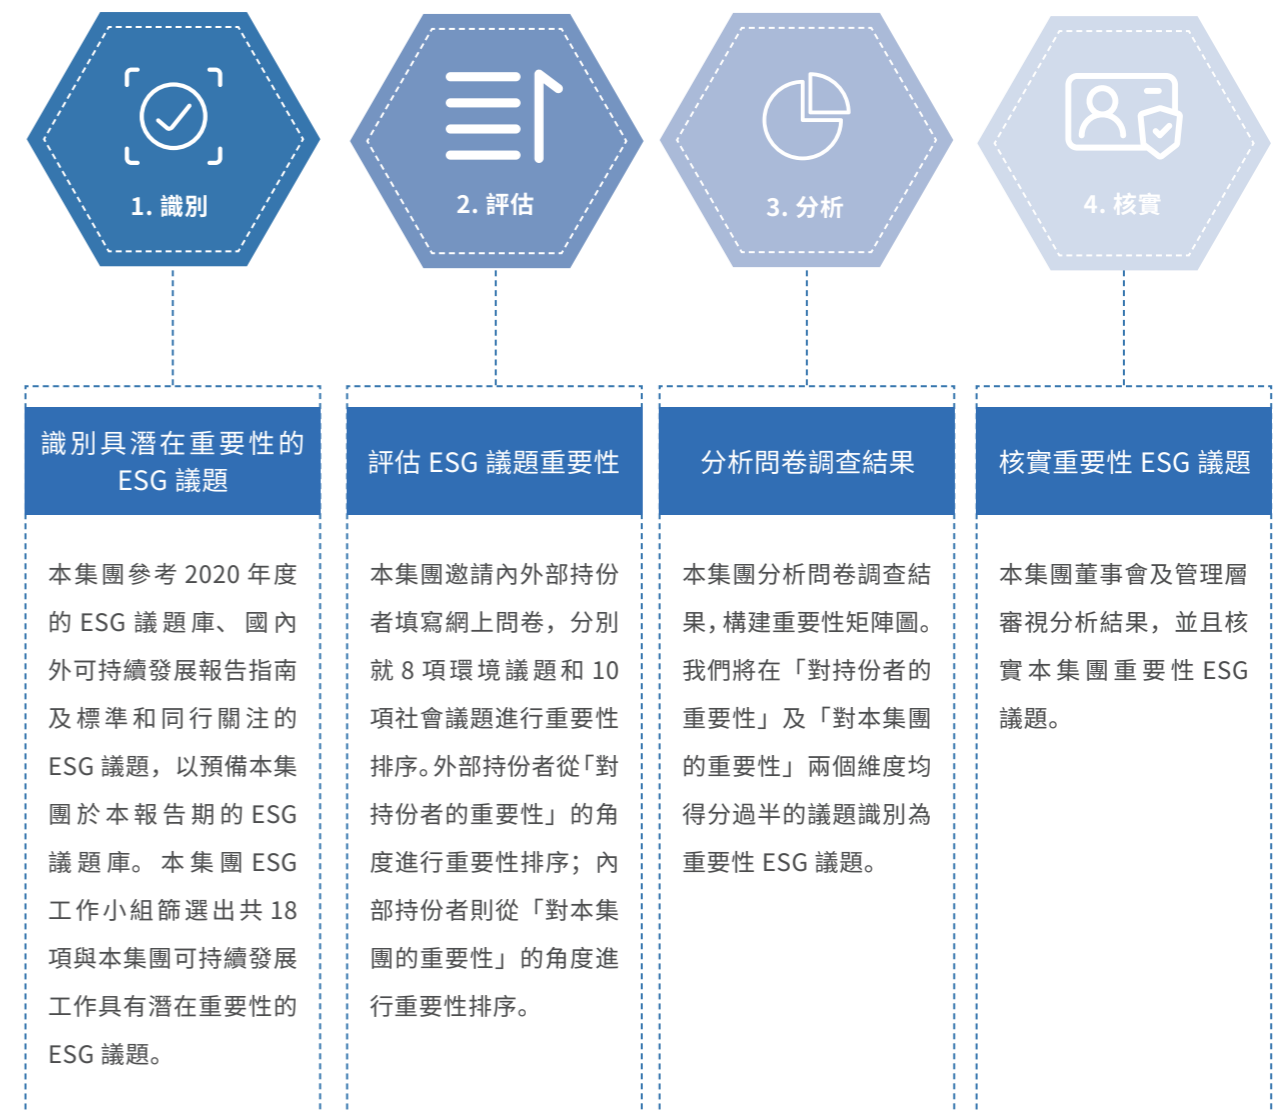 1. 識別
2. 評估
3. 分析
4. 核實
識別具潛在重要性的
ESG 議題
本集團參考 2020 年度
的 ESG 議題庫、國內
外可持續發展報告指南
及標準和同行關注的
ESG 議題，以預備本集
團於本報告期的 ESG
議題庫。本集團 ESG
工作小組篩選出共 18
項與本集團可持續發展
工作具有潛在重要性的
ESG 議題。
評估 ESG 議題重要性
本集團邀請內外部持份
者填寫網上問卷，分別
就 8 項環境議題和 10
項社會議題進行重要性
排序。外部持份者從「對
持份者的重要性」的角
度進行重要性排序；內
部持份者則從「對本集
團的重要性」的角度進
行重要性排序。
分析問卷調查結果
本集團分析問卷調查結
果，構建重要性矩陣圖。
我們將在「對持份者的
重要性」及「對本集團
的重要性」兩個維度均
得分過半的議題識別為
重要性 ESG 議題。
核實重要性 ESG 議題
本集團董事會及管理層
審視分析結果，並且核
實本集團重要性 ESG
議題。